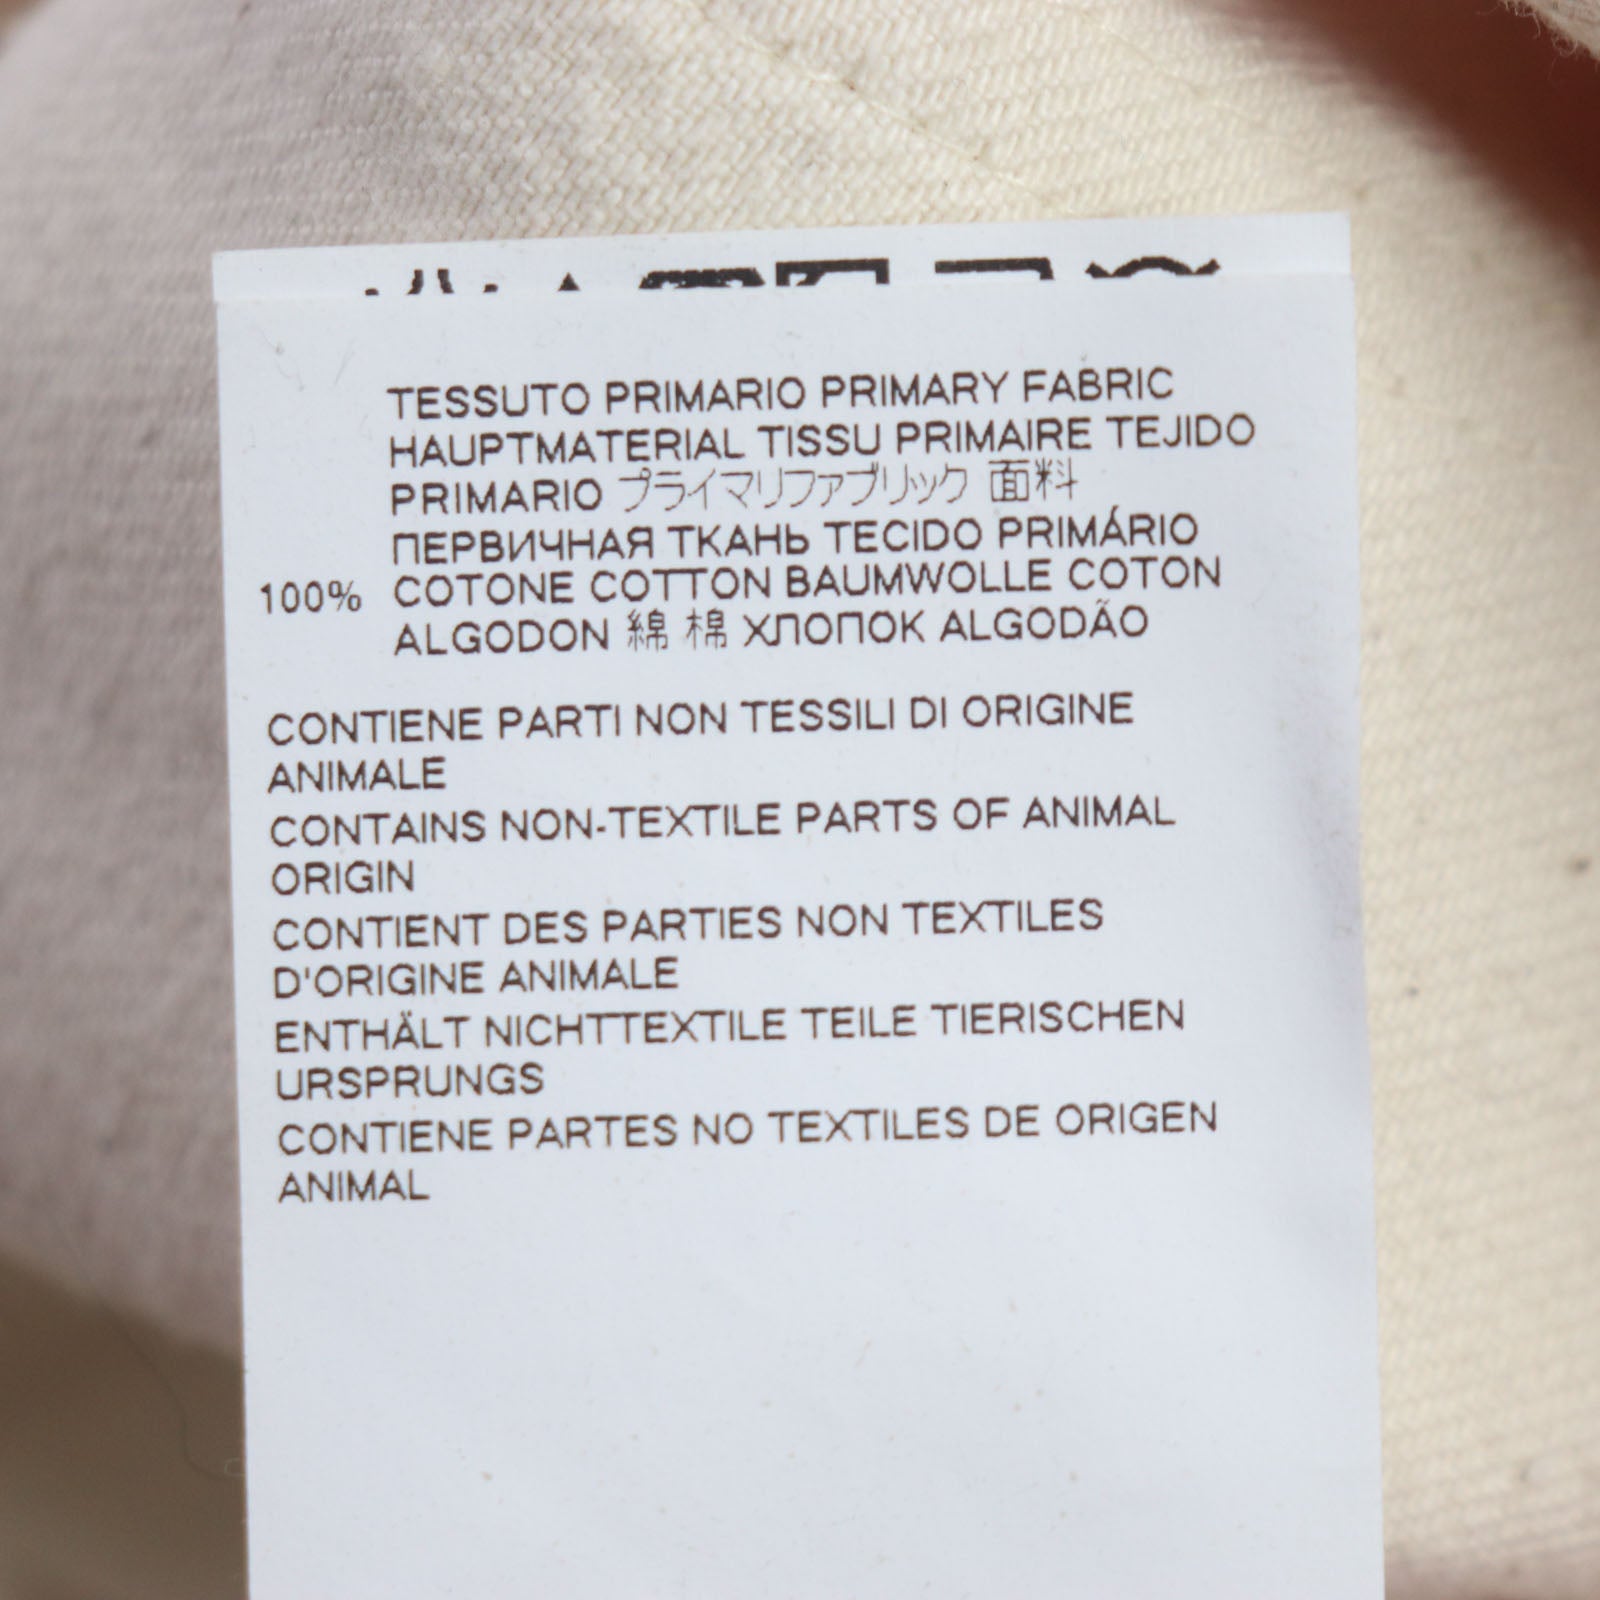 TESSUTO PRIMARIO PRIMARY FABRIC
HAUPTMATERIAL TISSU PRIMAIRE TEJIDO
PRIMARIO プライマリファブリック 面料
ПЕРВИЧНАЯ ТКАНЬ TECIDO PRIMÁRIO
100% COTONE COTTON BAUMWOLLE COTON
ALGODON 綿 棉 ХЛОПОК ALGODÃO
CONTIENE PARTI NON TESSILI DI ORIGINE
ANIMALE
CONTAINS NON-TEXTILE PARTS OF ANIMAL
ORIGIN
CONTIENT DES PARTIES NON TEXTILES
D'ORIGINE ANIMALE
ENTHÄLT NICHTTEXTILE TEILE TIERISCHEN
URSPRUNGS
CONTIENE PARTES NO TEXTILES DE ORIGEN
ANIMAL